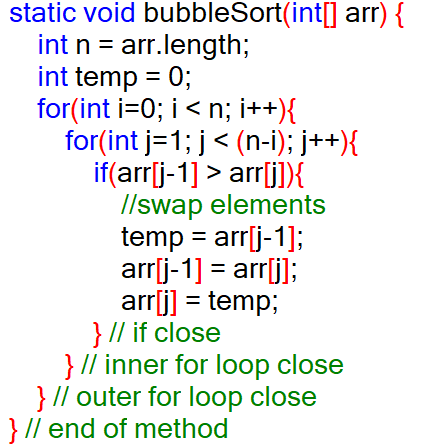 static void bubbleSort(int[] arr) {
int n = arr.length;
int temp = 0;
for(int i=0; i < n; i++){
for(int j=1; j < (n-i); j++){
if(arr[j-1] > arr[j]){
//swap elements
temp = arr[j-1];
arr[j-1] = arr[j];
arr[j] = temp;
} // if close
} // inner for loop close
} // outer for loop close
} // end of method